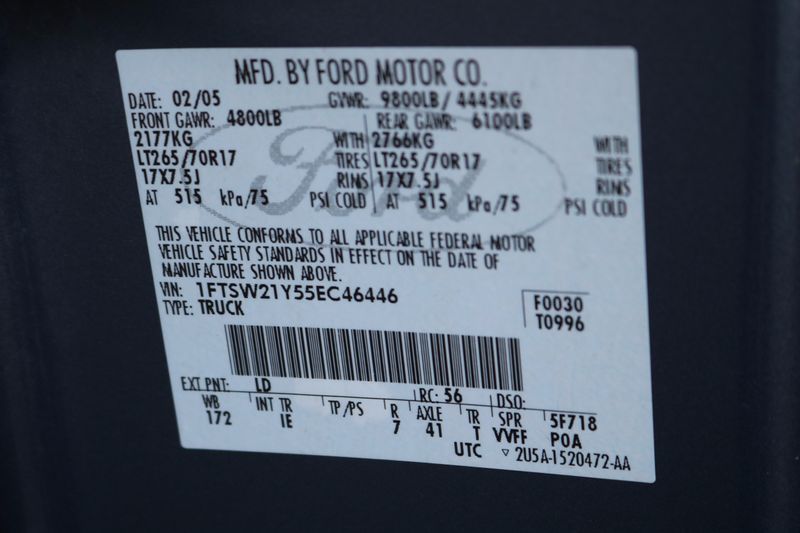 MFD. BY FORD MOTOR CO.
DATE: 02/05 GVWR: 9800LB / 4445KG
FRONT GAWR: 4800LB REAR GAWR: 6100LB
2177KG WITH 2766KG WITH
LT265/70R17 TIRES LT265/70R17 TIRES
17X7.5J RIMS 17X7.5J RIMS
AT 515 kPa/75 PSI COLD AT 515 kPa/75 PSI COLD
Ford
THIS VEHICLE CONFORMS TO ALL APPLICABLE FEDERAL MOTOR
VEHICLE SAFETY STANDARDS IN EFFECT ON THE DATE OF
MANUFACTURE SHOWN ABOVE.
VIN: 1FTSW21Y55EC46446 F0030
TYPE: TRUCK T0996
EXT PNT: LD RC: 56 DSO:
WB INT TR TP/PS R AXLE TR SPR 5F718
172 IE 7 41 T VVFF POA
UTC ▽ 2U5A-1520472-AA